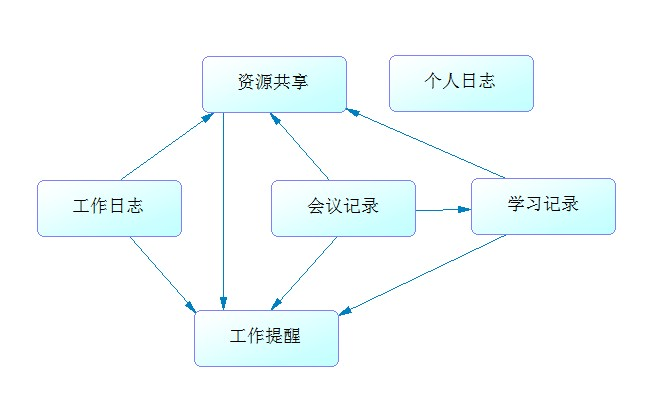 资源共享
个人日志
工作日志
会议记录
学习记录
工作提醒